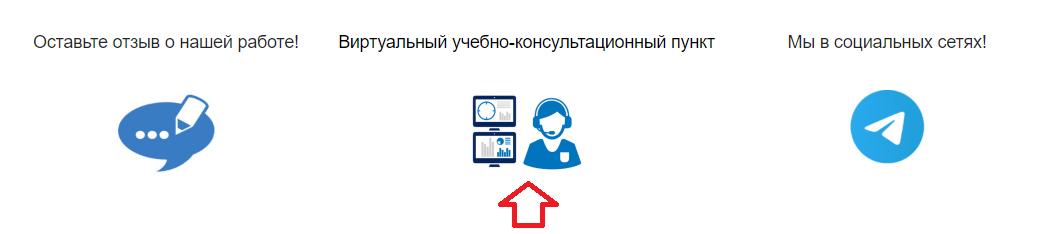 Оставьте отзыв о нашей работе!
Виртуальный учебно-консультационный пункт
Мы в социальных сетях!